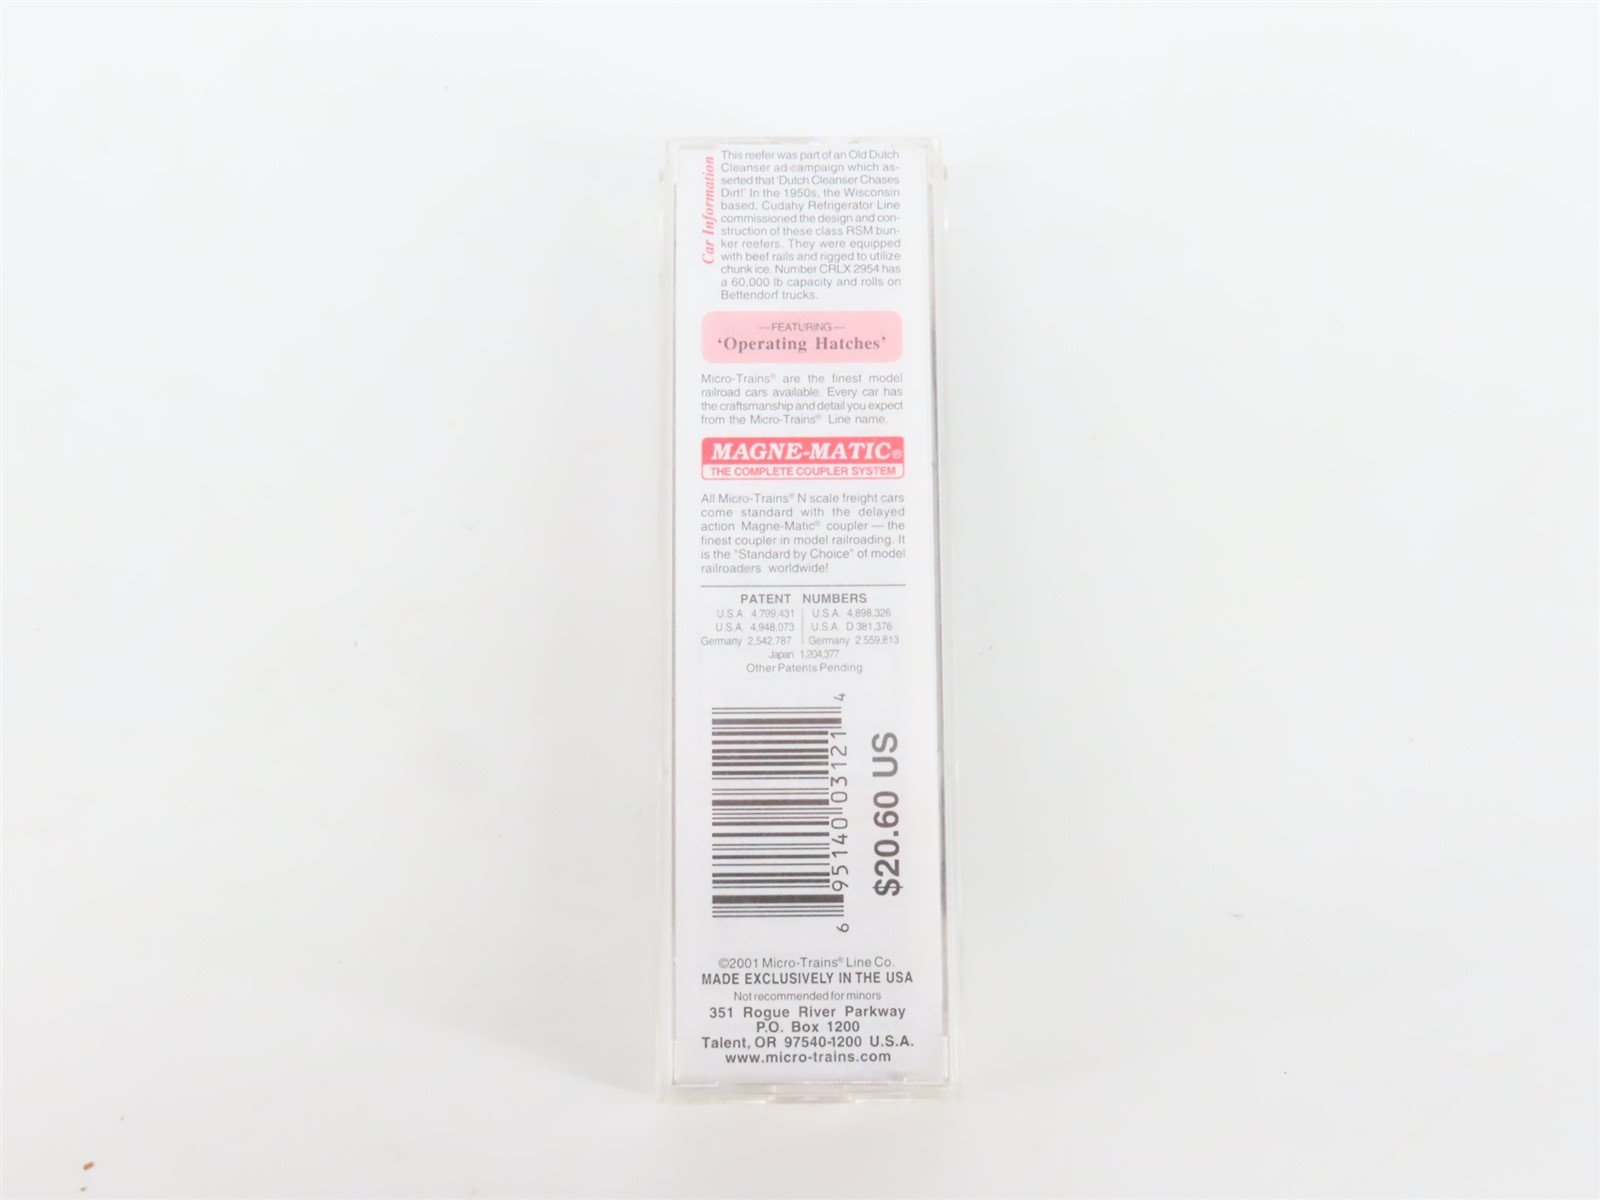 Car Information
This reefer was part of an Old Dutch
Cleanser ad campaign which as-
serted that 'Dutch Cleanser Chases
Dirt!' In the 1950s, the Wisconsin
based, Cudahy Refrigerator Line
commissioned the design and con-
struction of these class RSM bun-
ker reefers. They were equipped
with beef rails and rigged to utilize
chunk ice. Number CRLX 2954 has
a 60,000 lb capacity and rolls on
Bettendorf trucks.
—FEATURING—
'Operating Hatches'
Micro-Trains® are the finest model
railroad cars available. Every car has
the craftsmanship and detail you expect
from the Micro-Trains® Line name.
MAGNE-MATIC®
THE COMPLETE COUPLER SYSTEM
All Micro-Trains® N scale freight cars
come standard with the delayed
action Magne-Matic® coupler — the
finest coupler in model railroading. It
is the "Standard by Choice" of model
railroaders worldwide!
PATENT NUMBERS
U.S.A. 4,799,431 | U.S.A. 4,898,326
U.S.A. 4,948,073 | U.S.A. D 381,376
Germany 2,542,787 | Germany 2,559,813
Japan 1,204,377
Other Patents Pending
6 95140 03121 4
$20.60 US
©2001 Micro-Trains® Line Co.
MADE EXCLUSIVELY IN THE USA
Not recommended for minors
351 Rogue River Parkway
P.O. Box 1200
Talent, OR 97540-1200 U.S.A.
www.micro-trains.com